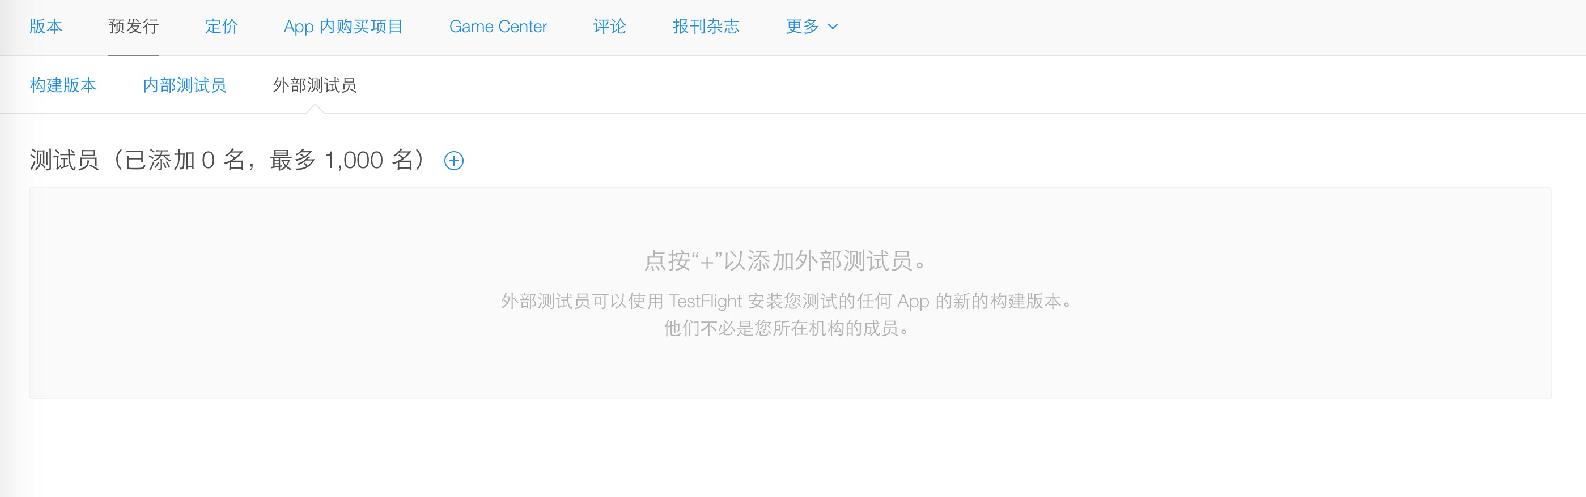 版本 预发行 定价 App 内购买项目 Game Center 评论 报刊杂志 更多
构建版本 内部测试员 外部测试员
测试员（已添加 0 名，最多 1,000 名）
点按“+”以添加外部测试员。
外部测试员可以使用 TestFlight 安装您测试的任何 App 的新的构建版本。
他们不必是您所在机构的成员。